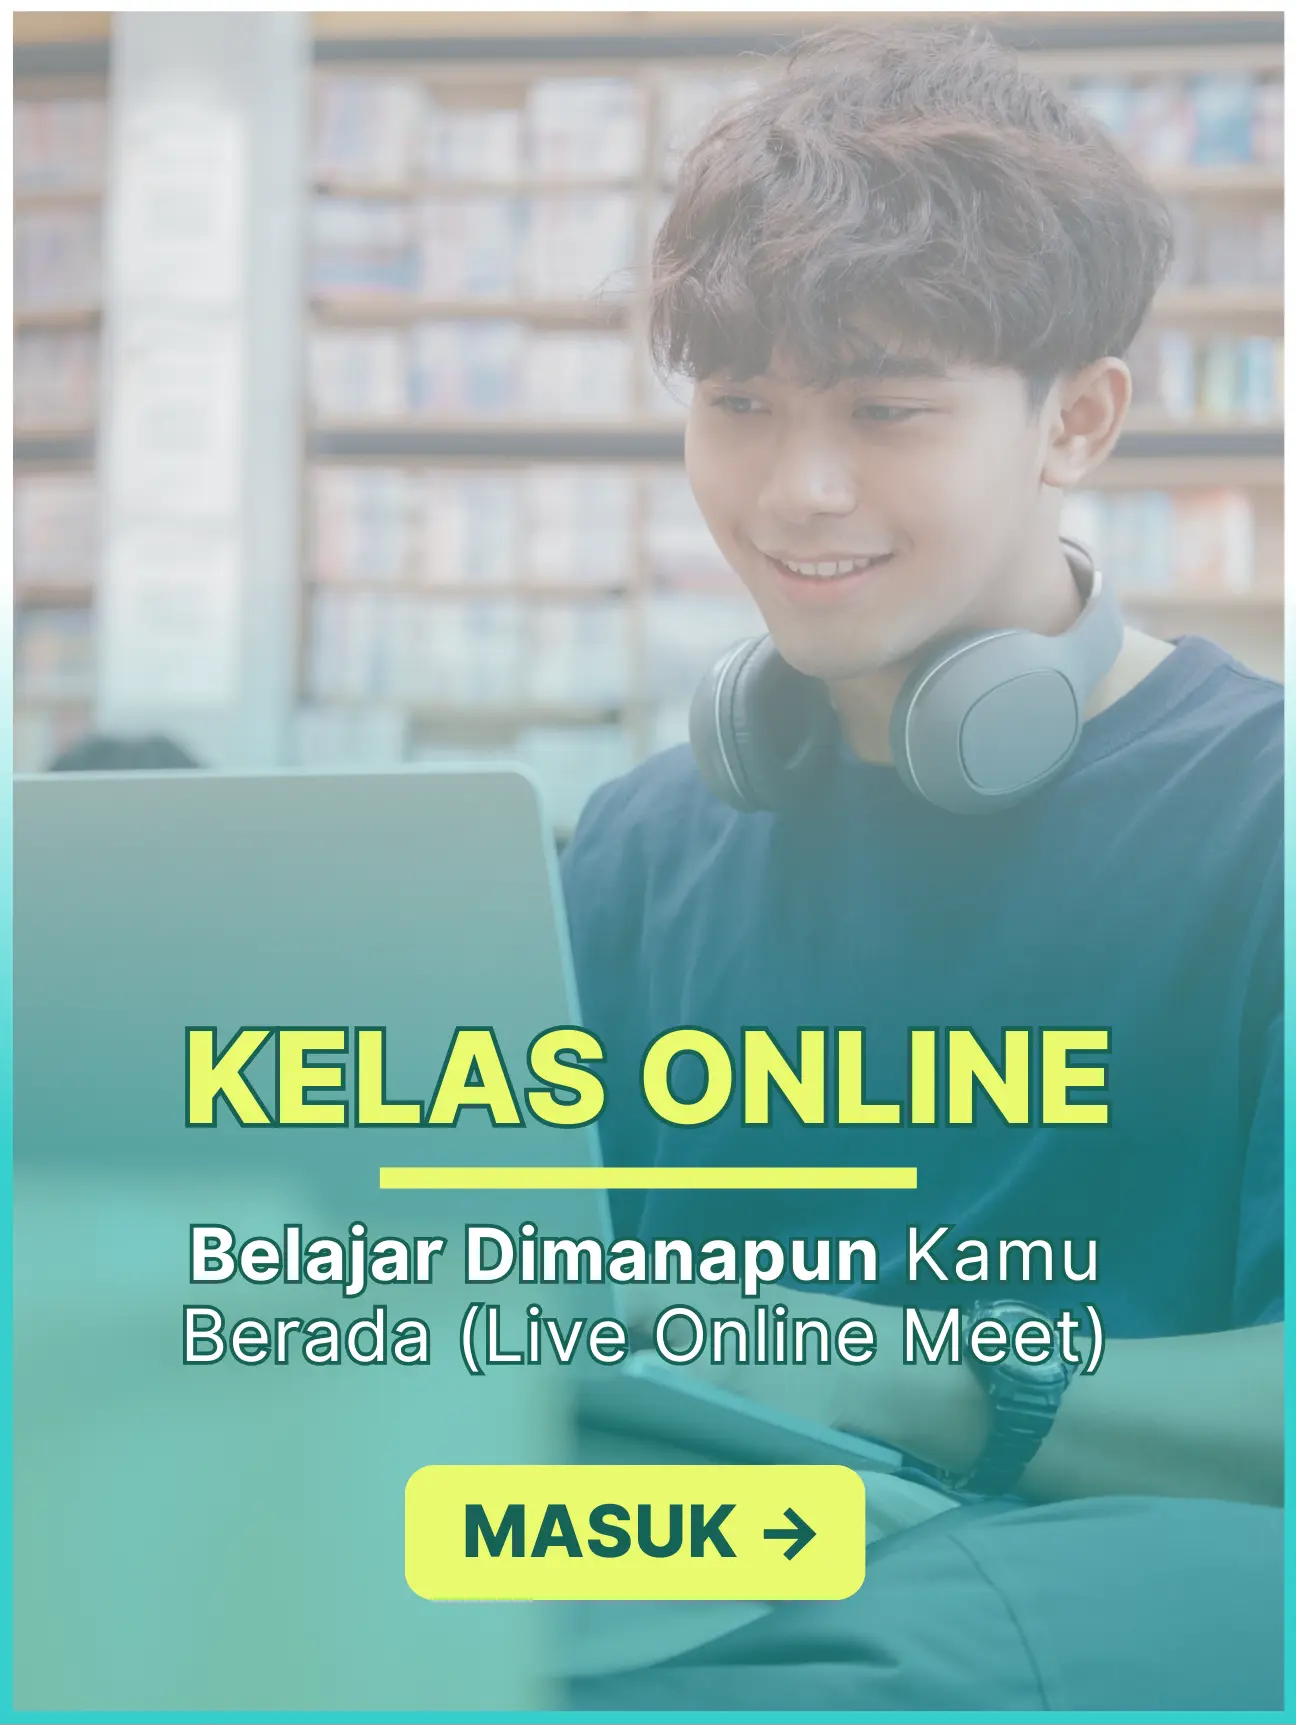 KELAS ONLINE
Belajar Dimanapun Kamu
Berada (Live Online Meet)
MASUK →